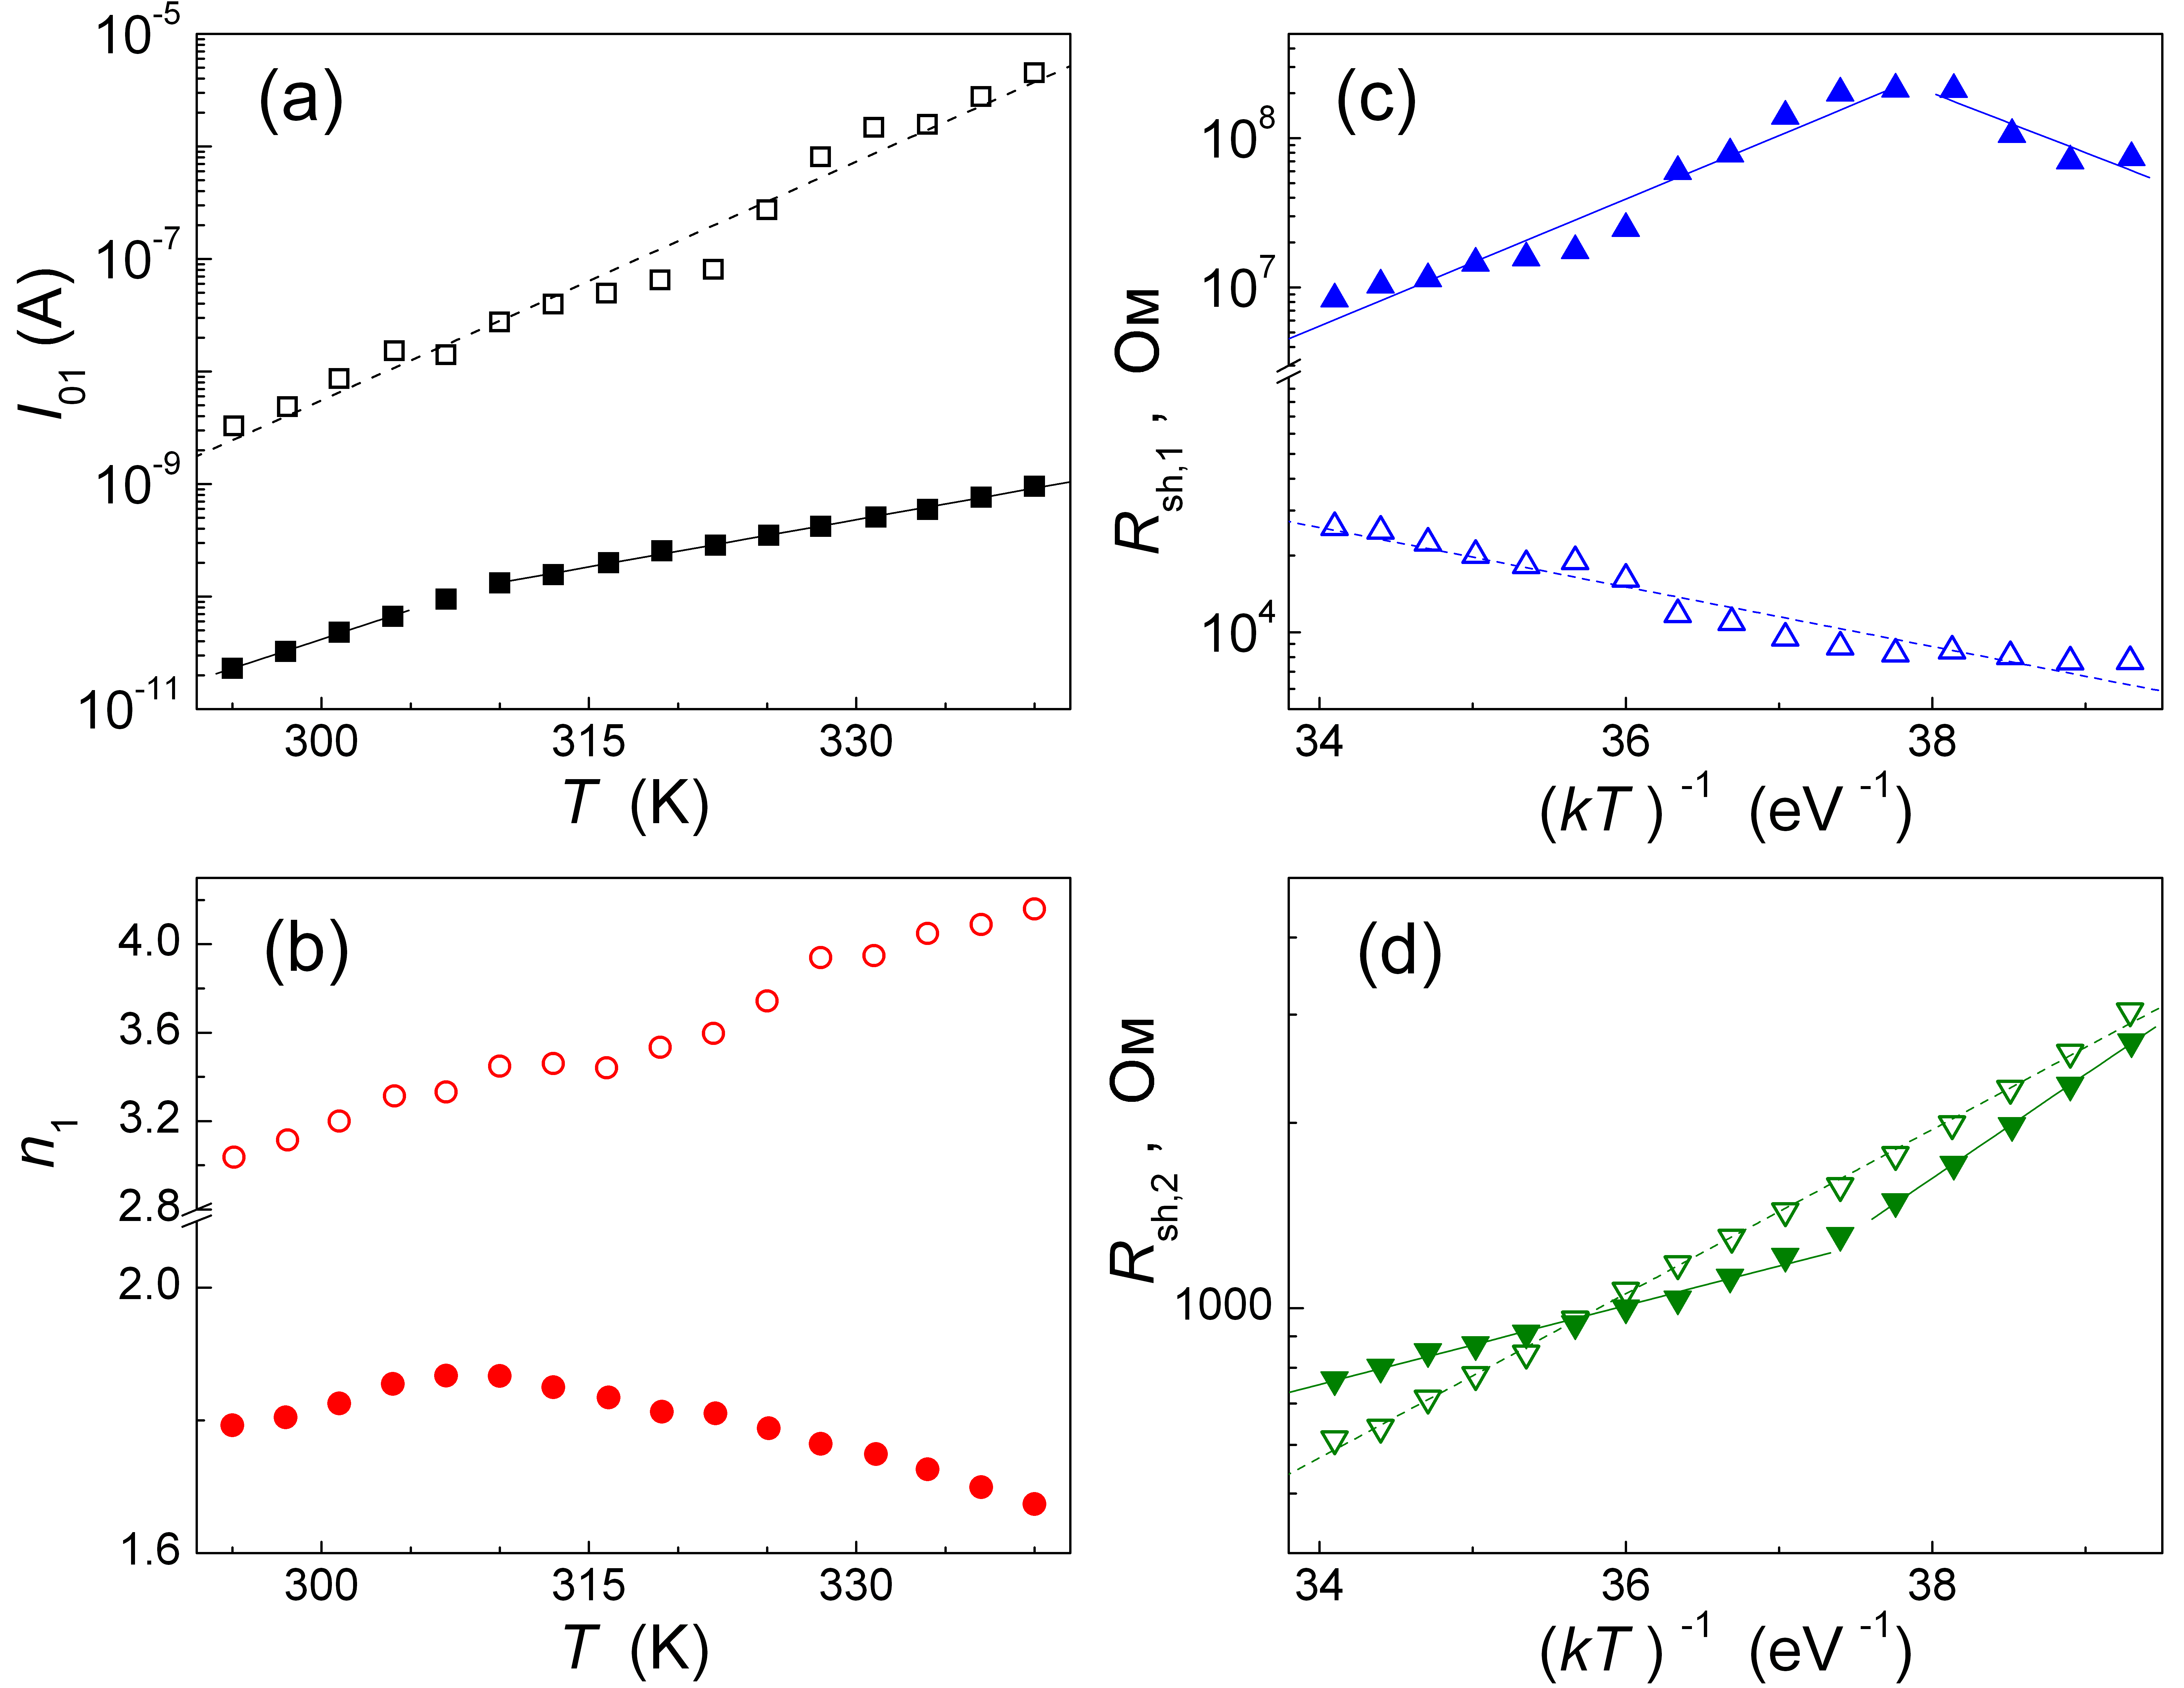 (a)
10-5
10-7
10-9
10-11
I01 (A)
300 315 330
T (K)
(b)
4.0
3.6
3.2
2.8
2.0
1.6
n1
300 315 330
T (K)
(c)
108
107
104
Rsh,1 , Ом
34 36 38
(kT)-1 (eV-1)
(d)
1000
Rsh,2 , Ом
34 36 38
(kT)-1 (eV-1)